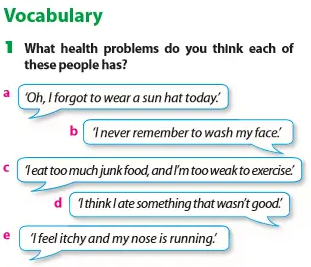 Vocabulary
1 What health problems do you think each of
these people has?
a 'Oh, I forgot to wear a sun hat today.'
b 'I never remember to wash my face.'
c 'I eat too much junk food, and I'm too weak to exercise.'
d 'I think I ate something that wasn't good.'
e 'I feel itchy and my nose is running.'